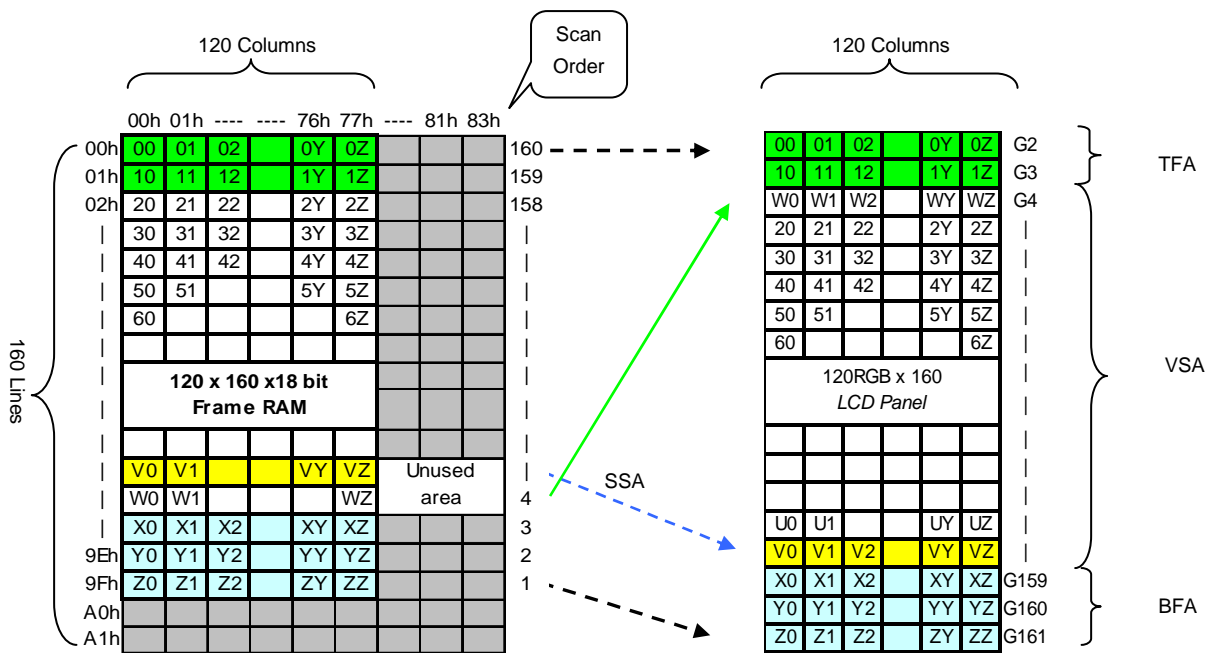 120 Columns
Scan
Order
120 Columns
00h 01h ---- ---- 76h 77h ---- 81h 83h
00h 00 01 02 0Y 0Z 160
01h 10 11 12 1Y 1Z 159
02h 20 21 22 2Y 2Z 158
30 31 32 3Y 3Z
40 41 42 4Y 4Z
50 51 5Y 5Z
60 6Z
160 Lines
120 x 160 x18 bit
Frame RAM
V0 V1 VY VZ
Unused
area
W0 W1 WZ 4
X0 X1 X2 XY XZ 3
9Eh Y0 Y1 Y2 YY YZ 2
9Fh Z0 Z1 Z2 ZY ZZ 1
A0h
A1h
SSA
00 01 02 0Y 0Z G2
10 11 12 1Y 1Z G3
TFA
W0 W1 W2 WY WZ G4
20 21 22 2Y 2Z
30 31 32 3Y 3Z
40 41 42 4Y 4Z
50 51 5Y 5Z
60 6Z
VSA
120RGB x 160
LCD Panel
U0 U1 UY UZ
V0 V1 V2 VY VZ
X0 X1 X2 XY XZ G159
Y0 Y1 Y2 YY YZ G160
BFA
Z0 Z1 Z2 ZY ZZ G161